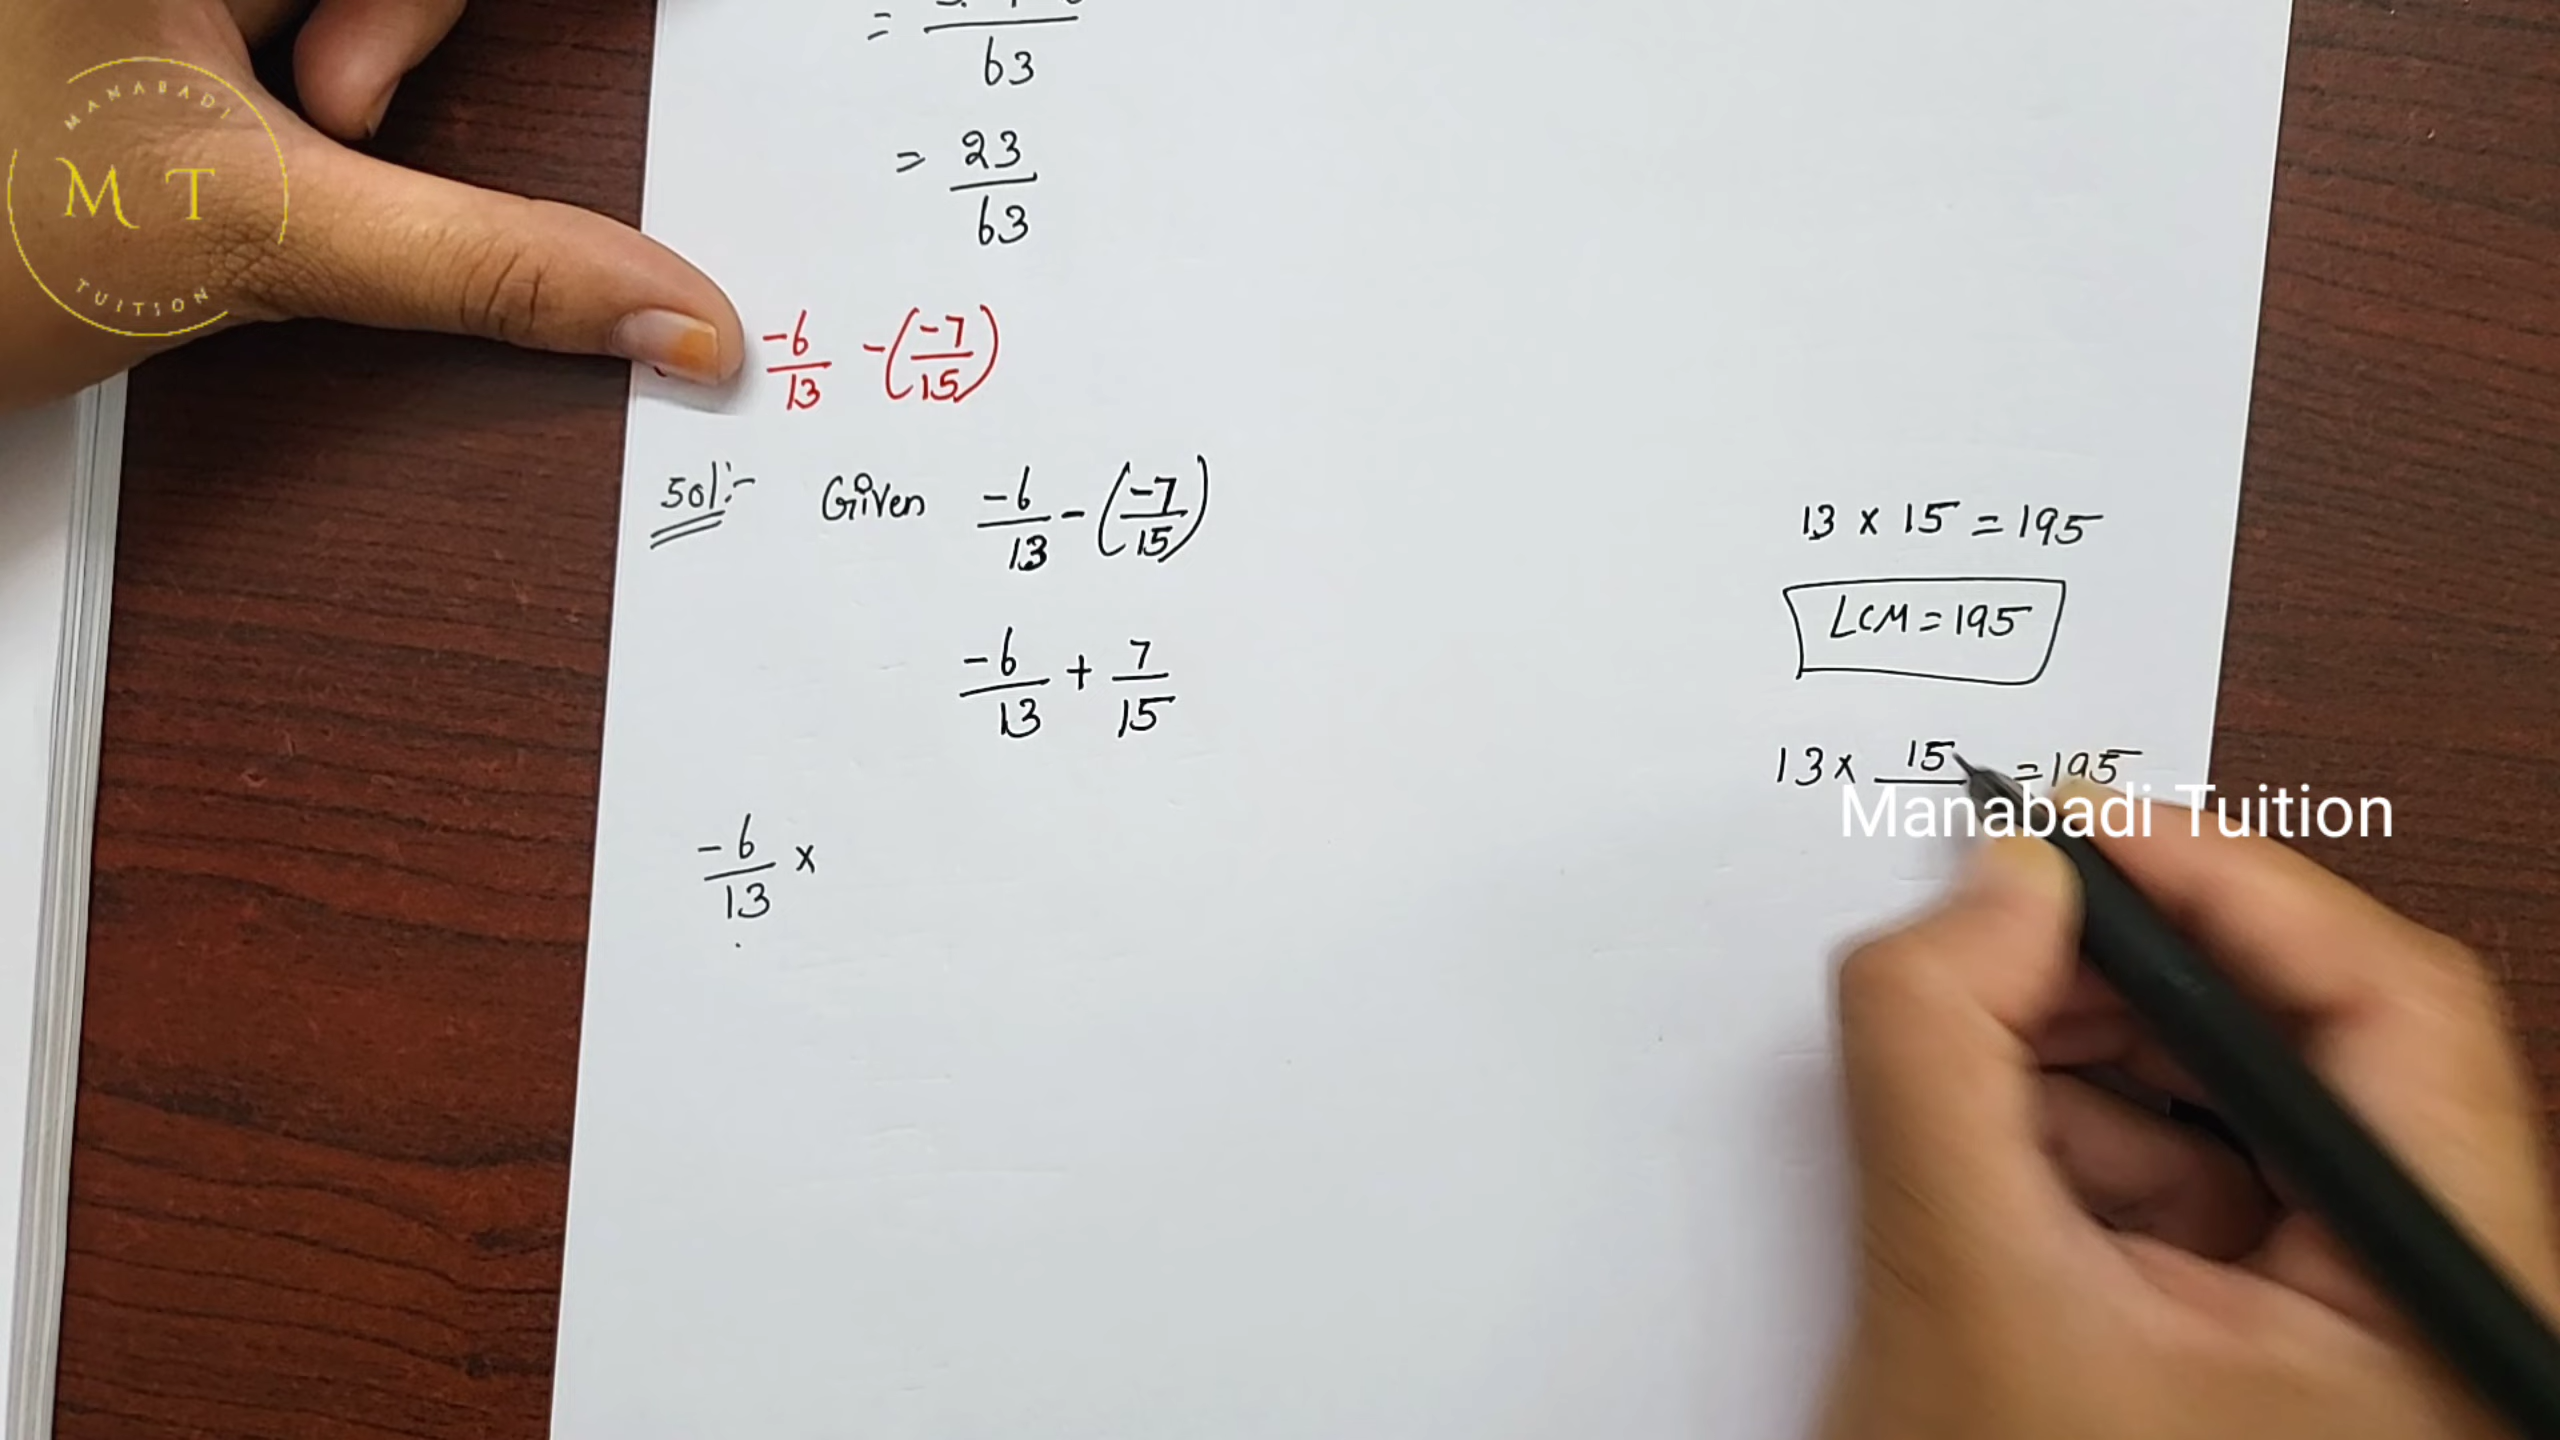 MANABADI
M T
TUITION
= 63
= 23/63
-6/13 -(-7/15)
Sol:- Given -6/13 - (-7/15)
-6/13 + 7/15
-6/13 ×
13 × 15 = 195
LCM = 195
13 × 15 = 195
Manabadi Tuition